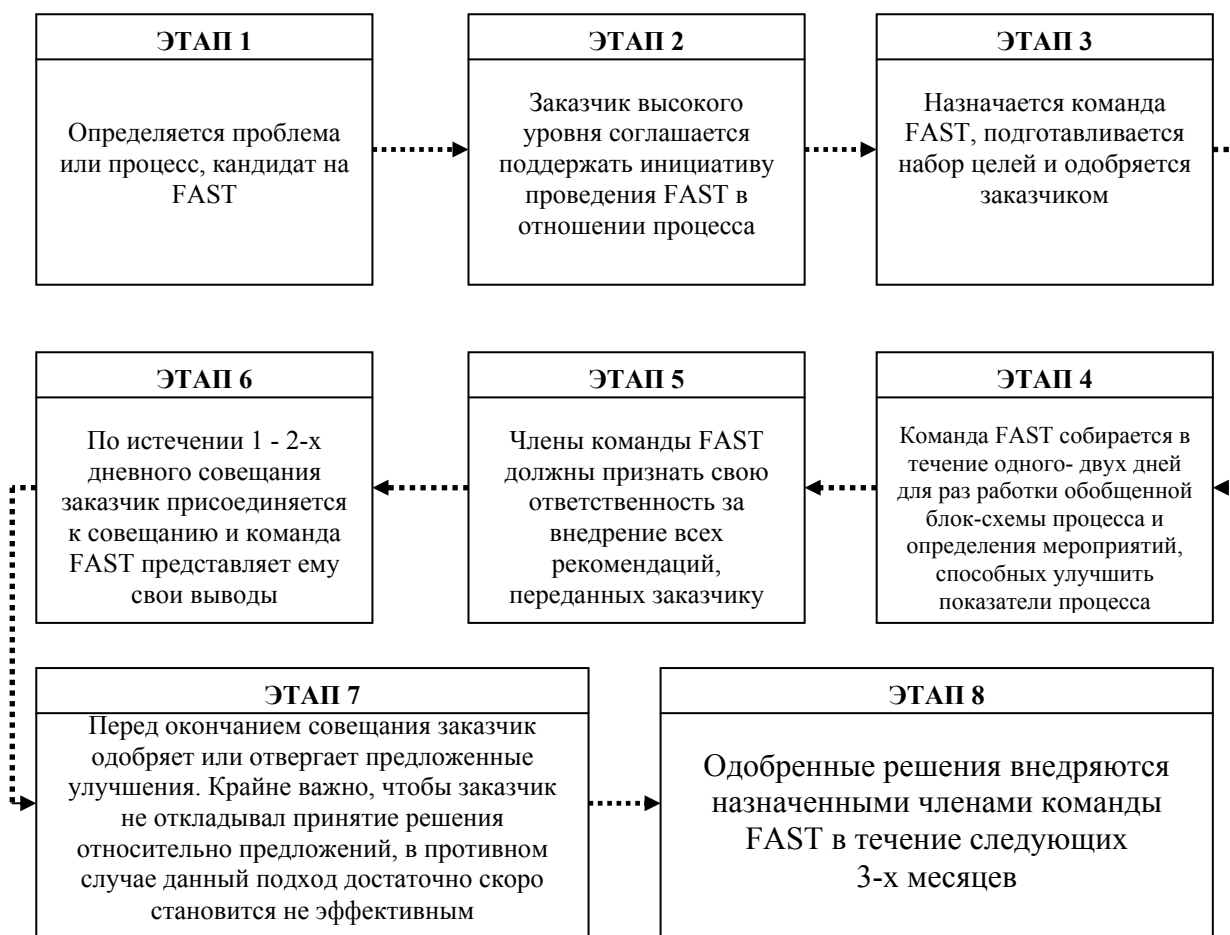 ЭТАП 1
Определяется проблема
или процесс, кандидат на
FAST
ЭТАП 2
Заказчик высокого
уровня соглашается
поддержать инициативу
проведения FAST в
отношении процесса
ЭТАП 3
Назначается команда
FAST, подготавливается
набор целей и одобряется
заказчиком
ЭТАП 4
Команда FAST собирается в
течение одного- двух дней
для раз работки обобщенной
блок-схемы процесса и
определения мероприятий,
способных улучшить
показатели процесса
ЭТАП 5
Члены команды FAST
должны признать свою
ответственность за
внедрение всех
рекомендаций,
переданных заказчику
ЭТАП 6
По истечении 1 - 2-х
дневного совещания
заказчик присоединяется
к совещанию и команда
FAST представляет ему
свои выводы
ЭТАП 7
Перед окончанием совещания заказчик
одобряет или отвергает предложенные
улучшения. Крайне важно, чтобы заказчик
не откладывал принятие решения
относительно предложений, в противном
случае данный подход достаточно скоро
становится не эффективным
ЭТАП 8
Одобренные решения внедряются
назначенными членами команды
FAST в течение следующих
3-х месяцев